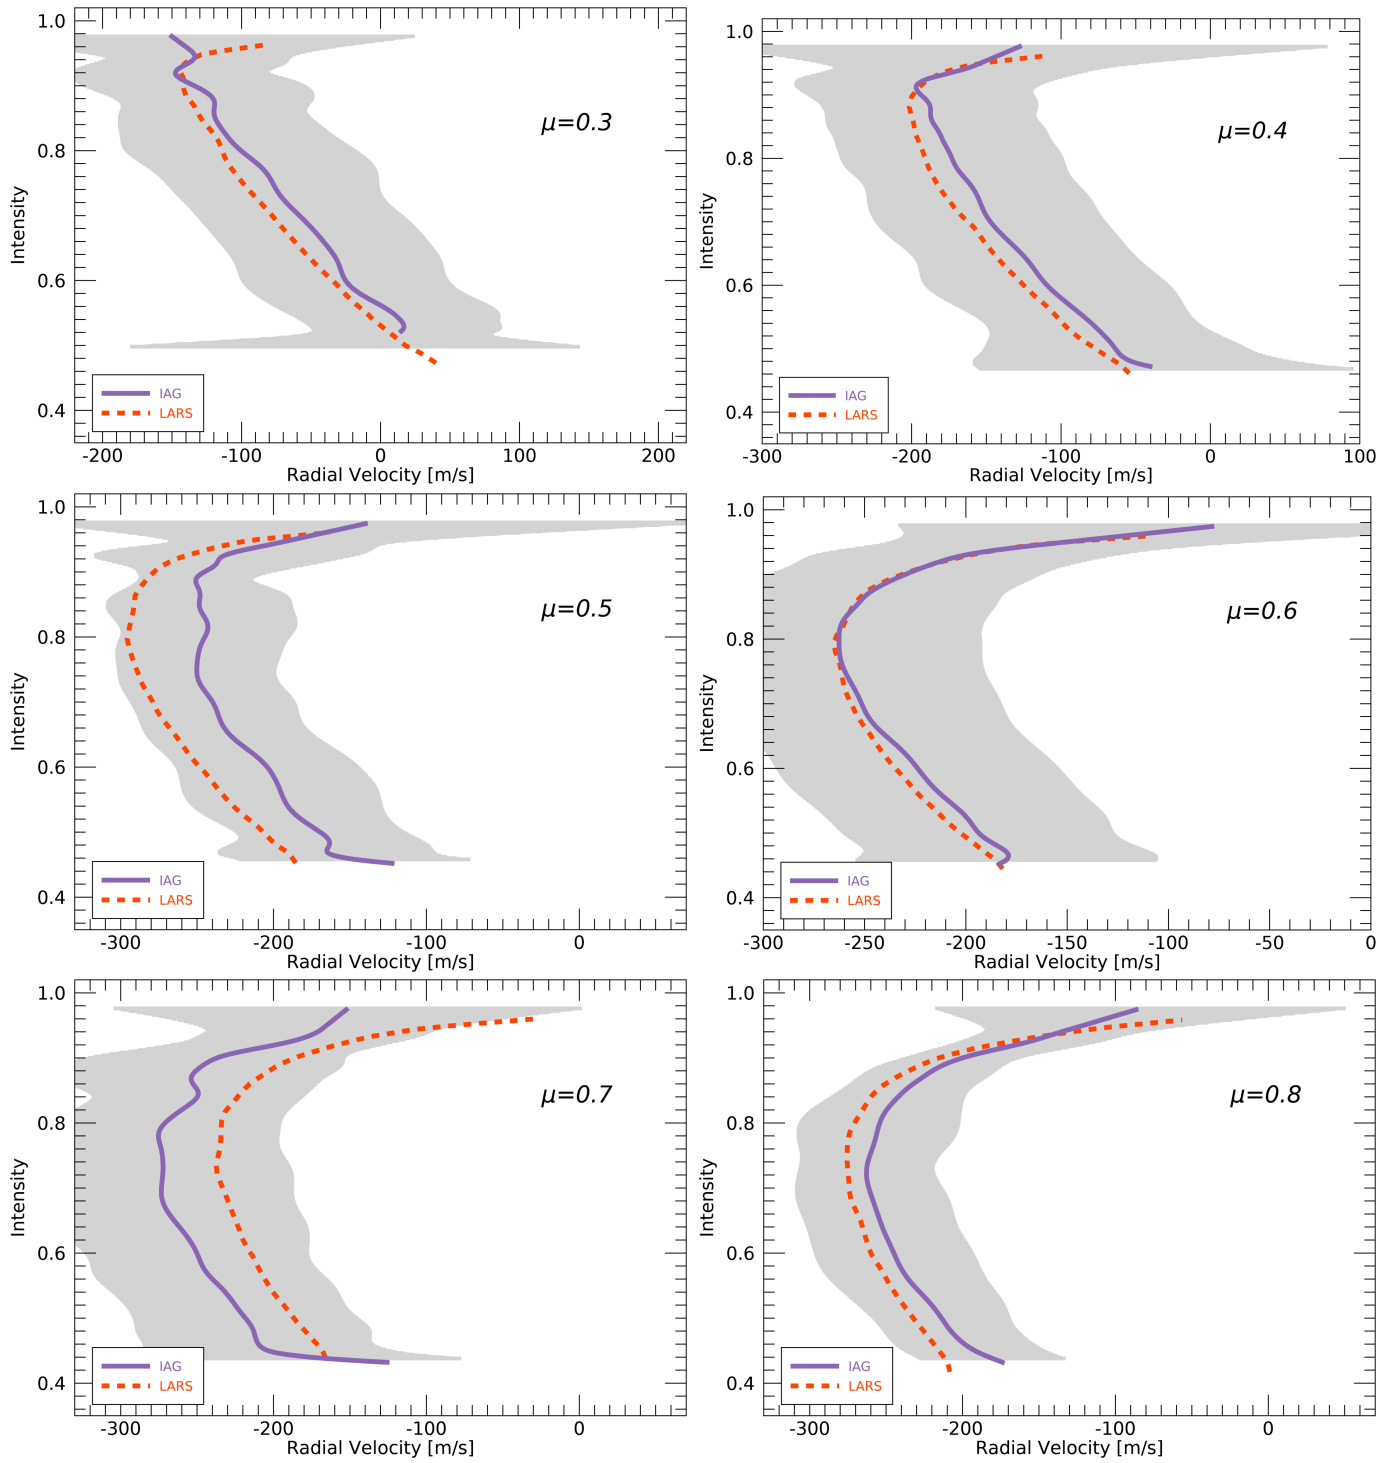 1.0
0.8
0.6
0.4
Intensity
μ=0.3
IAG
LARS
-200 -100 0 100 200
Radial Velocity [m/s]
1.0
0.8
0.6
0.4
Intensity
μ=0.4
IAG
LARS
-300 -200 -100 0 100
Radial Velocity [m/s]
1.0
0.8
0.6
0.4
Intensity
μ=0.5
IAG
LARS
-300 -200 -100 0
Radial Velocity [m/s]
1.0
0.8
0.6
0.4
Intensity
μ=0.6
IAG
LARS
-300 -250 -200 -150 -100 -50 0
Radial Velocity [m/s]
1.0
0.8
0.6
0.4
Intensity
μ=0.7
IAG
LARS
-300 -200 -100 0
Radial Velocity [m/s]
1.0
0.8
0.6
0.4
Intensity
μ=0.8
IAG
LARS
-300 -200 -100 0
Radial Velocity [m/s]